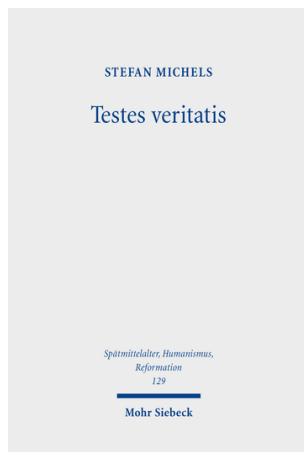 STEFAN MICHELS
Testes veritatis
Spätmittelalter, Humanismus,
Reformation
129
Mohr Siebeck